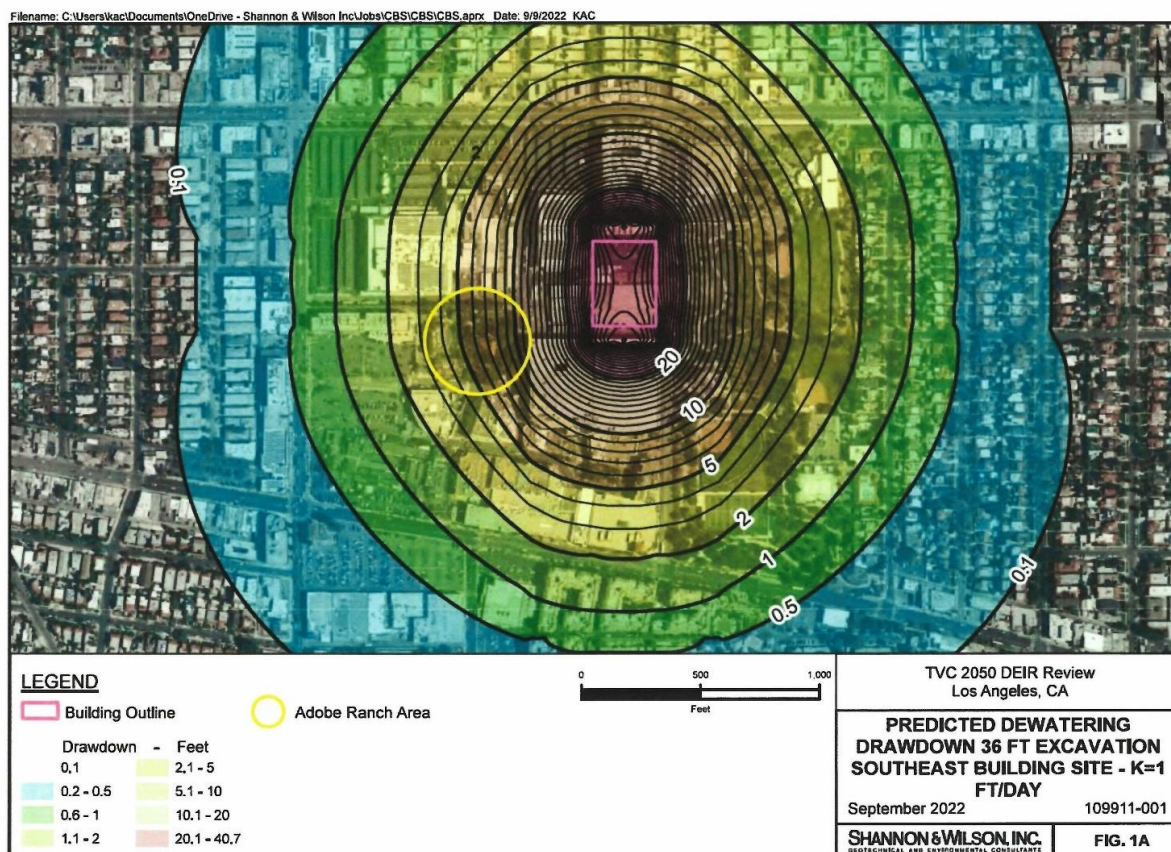 Filename: C:\Users\kac\Documents\OneDrive - Shannon & Wilson Inc\Jobs\CBS\CBS\CBS.aprx Date: 9/9/2022 KAC
0.1
20
10
5
2
1
0.5
0.1
LEGEND
Building Outline
Adobe Ranch Area
Drawdown - Feet
0.1
0.2 - 0.5
0.6 - 1
1.1 - 2
2.1 - 5
5.1 - 10
10.1 - 20
20.1 - 40.7
0 500 1,000
Feet
TVC 2050 DEIR Review
Los Angeles, CA
PREDICTED DEWATERING
DRAWDOWN 36 FT EXCAVATION
SOUTHEAST BUILDING SITE - K=1
FT/DAY
September 2022 109911-001
SHANNON & WILSON, INC.
GEOTECHNICAL AND ENVIRONMENTAL CONSULTANTS
FIG. 1A